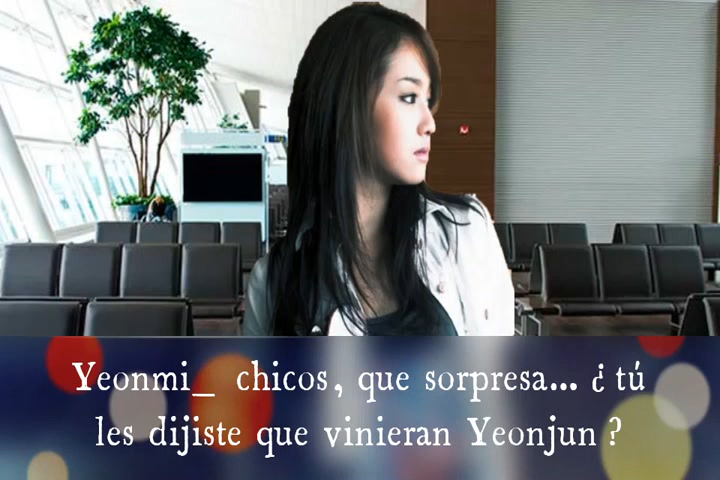 Yeonmi_ chicos, que sorpresa... ¿tú
les dijiste que vinieran Yeonjun ?